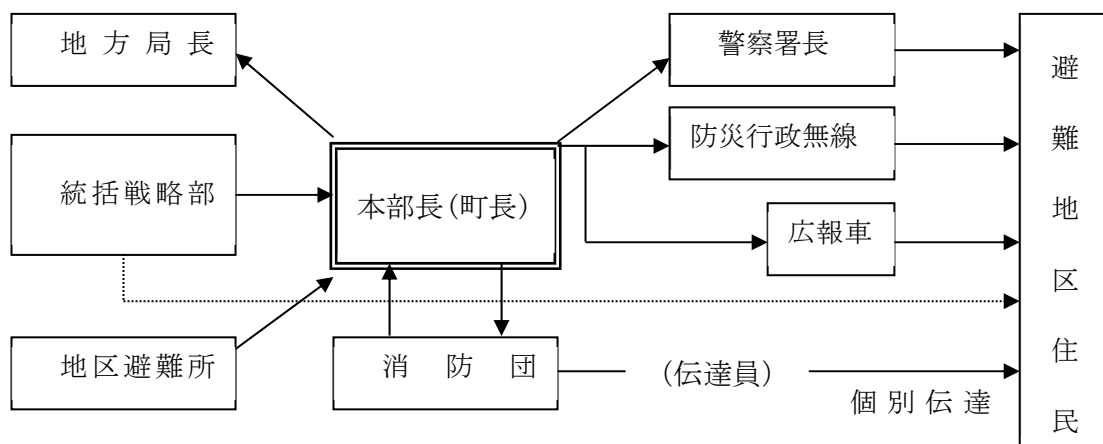 地方局長
警察署長
防災行政無線
統括戦略部
本部長(町長)
広報車
地区避難所
消防団
(伝達員)
個別伝達
避難地区住民